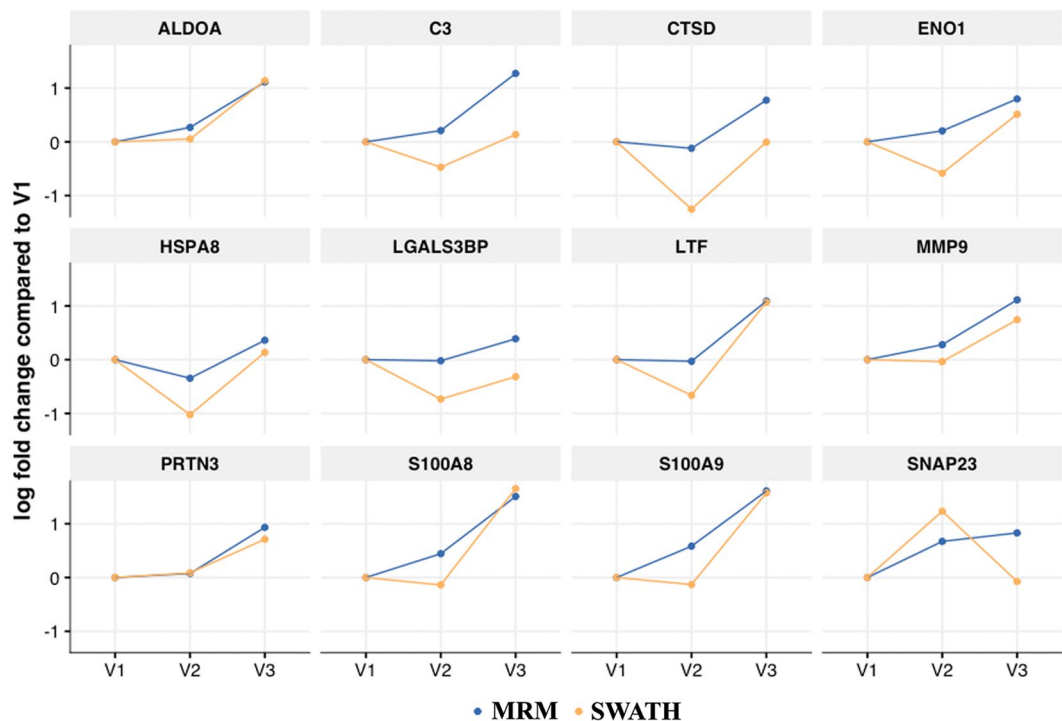 ALDOA C3 CTSD ENO1
1
0
-1
HSPA8 LGALS3BP LTF MMP9
1
0
-1
PRTN3 S100A8 S100A9 SNAP23
1
0
-1
V1 V2 V3 V1 V2 V3 V1 V2 V3 V1 V2 V3
log fold change compared to V1
MRM SWATH